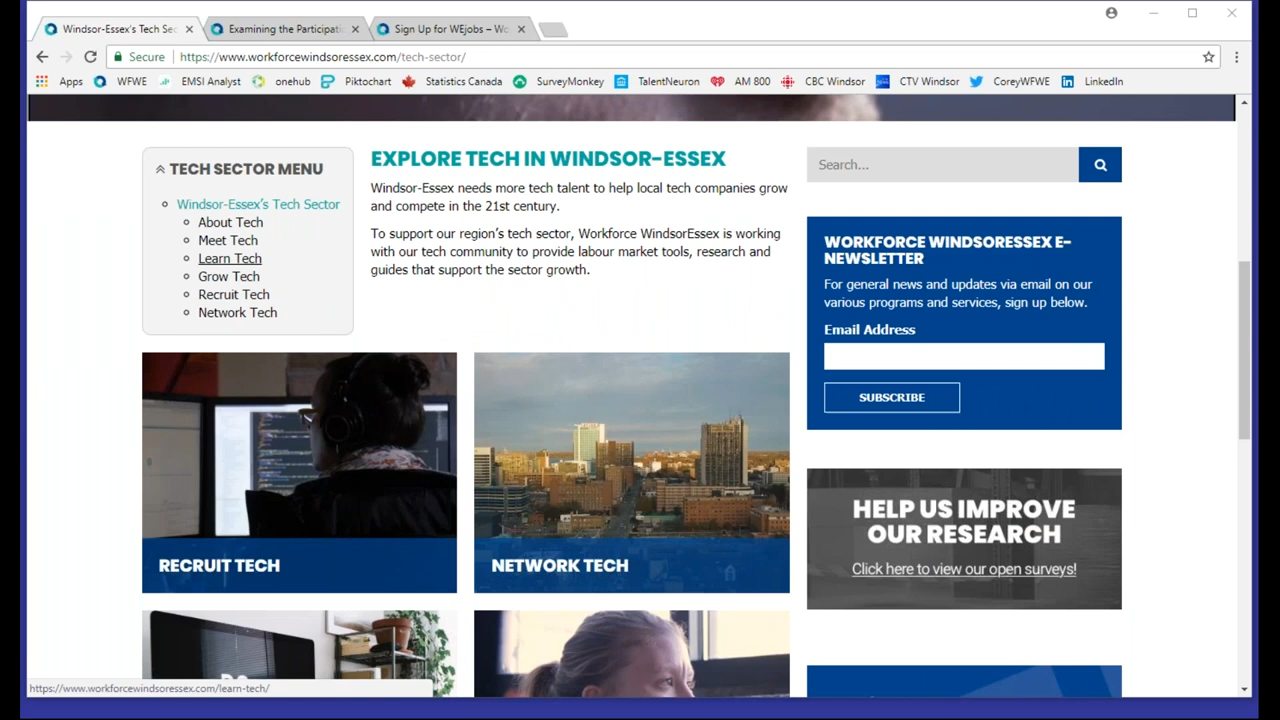 Windsor-Essex's Tech Sec
Examining the Participati
Sign Up for WEjobs – Wo
Secure
https://www.workforcewindsoressex.com/tech-sector/
Apps
WFWE
EMSI Analyst
onehub
Piktochart
Statistics Canada
SurveyMonkey
TalentNeuron
AM 800
CBC Windsor
CTV Windsor
CoreyWFWE
LinkedIn
TECH SECTOR MENU
Windsor-Essex's Tech Sector
About Tech
Meet Tech
Learn Tech
Grow Tech
Recruit Tech
Network Tech
EXPLORE TECH IN WINDSOR-ESSEX
Windsor-Essex needs more tech talent to help local tech companies grow
and compete in the 21st century.
To support our region's tech sector, Workforce WindsorEssex is working
with our tech community to provide labour market tools, research and
guides that support the sector growth.
RECRUIT TECH
NETWORK TECH
Search...
WORKFORCE WINDSORESSEX E-
NEWSLETTER
For general news and updates via email on our
various programs and services, sign up below.
Email Address
SUBSCRIBE
HELP US IMPROVE
OUR RESEARCH
Click here to view our open surveys!
https://www.workforcewindsoressex.com/learn-tech/